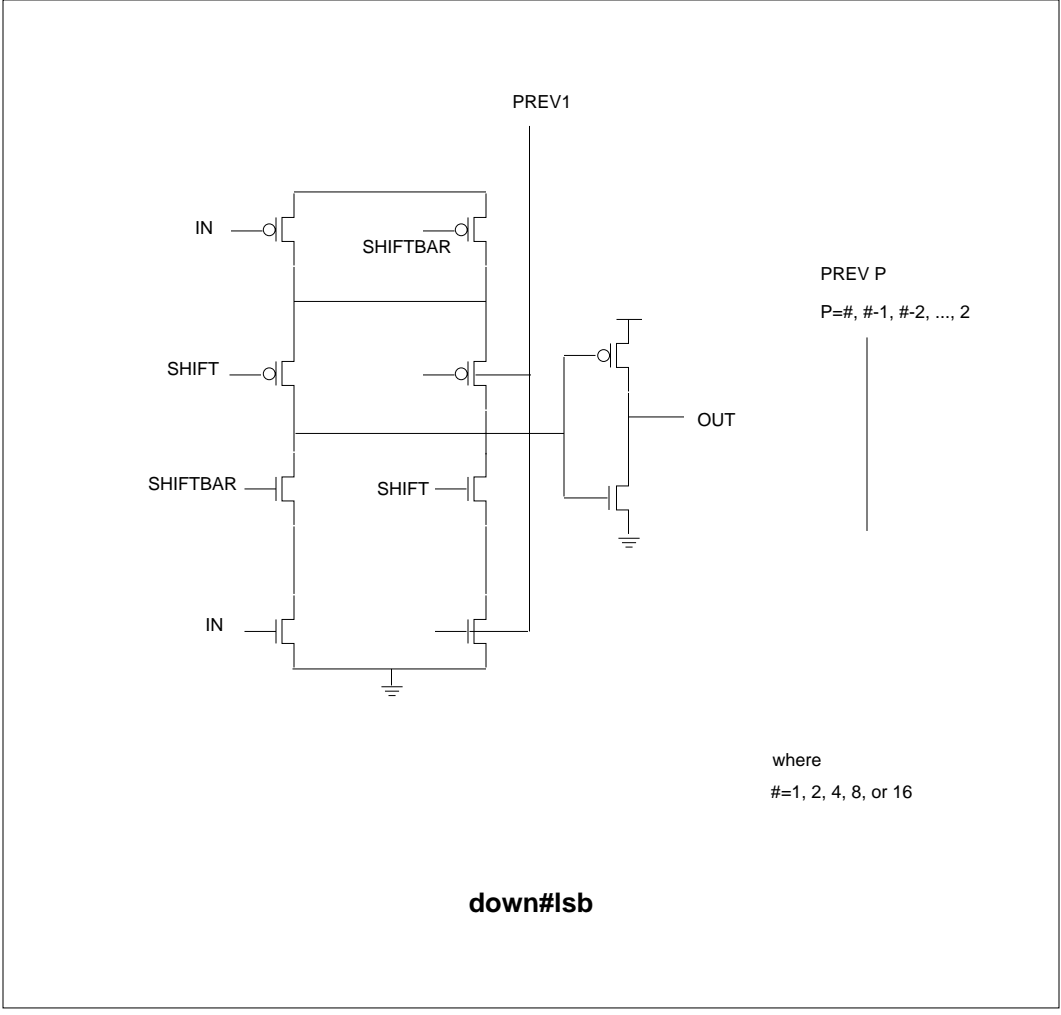 PREV1
IN
SHIFTBAR
PREV P
P=#, #-1, #-2, ..., 2
SHIFT
OUT
SHIFTBAR
SHIFT
IN
where
#=1, 2, 4, 8, or 16
down#lsb